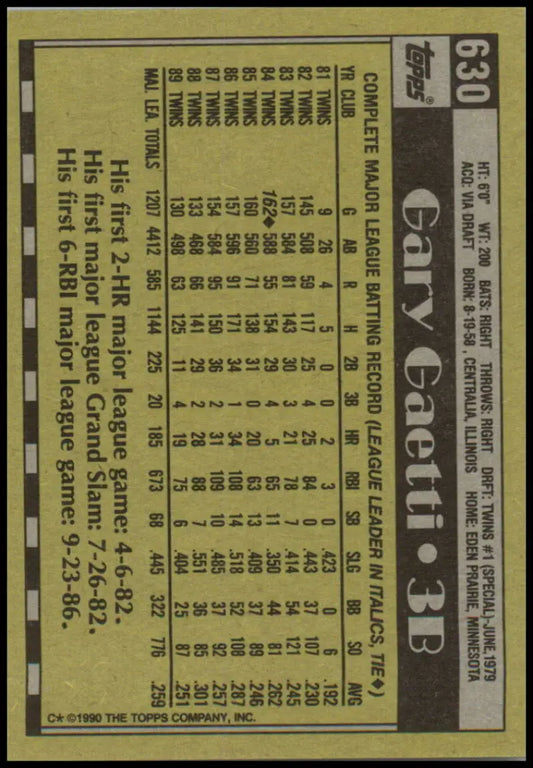 630
topps®
HT: 6'0" WT: 200 BATS: RIGHT THROWS: RIGHT DRFT: TWINS #1 (SPECIAL)-JUNE, 1979
ACQ: VIA DRAFT BORN: 8-19-58, CENTRALIA, ILLINOIS HOME: EDEN PRAIRIE, MINNESOTA
Gary Gaetti • 3B
COMPLETE MAJOR LEAGUE BATTING RECORD (LEAGUE LEADER IN ITALICS, TIE◆)
YR CLUB G AB R H 2B 3B HR RBI SB SLG BB SO AVG
81 TWINS 9 26 4 5 0 0 2 3 0 .423 0 6 .192
82 TWINS 145 508 59 117 25 4 25 84 0 .443 37 107 .230
83 TWINS 157 584 81 143 30 3 21 78 7 .414 54 121 .245
84 TWINS 162◆ 588 55 154 29 4 5 65 11 .350 44 81 .262
85 TWINS 160 560 71 138 31 0 20 63 13 .409 37 89 .246
86 TWINS 157 596 91 171 34 1 34 108 14 .518 52 108 .287
87 TWINS 154 584 95 150 36 2 31 109 10 .485 37 92 .257
88 TWINS 133 468 66 141 29 2 28 88 7 .551 36 85 .301
89 TWINS 130 498 63 125 11 4 19 75 6 .404 25 87 .251
MAJ. LEA. TOTALS 1207 4412 585 1144 225 20 185 673 68 .445 322 776 .259
His first 2-HR major league game: 4-6-82.
His first major league Grand Slam: 7-26-82.
His first 6-RBI major league game: 9-23-86.
C* ©1990 THE TOPPS COMPANY, INC.